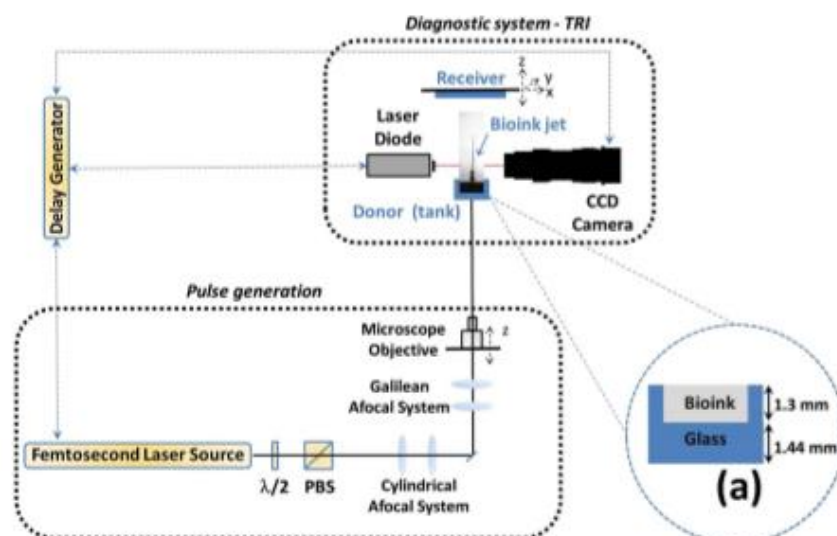 Diagnostic system - TRI
z
y
x
Receiver
Laser
Diode
Bioink jet
Delay Generator
Donor (tank)
CCD
Camera
Pulse generation
Microscope
Objective
z
Galilean
Afocal System
Bioink
1.3 mm
Glass
1.44 mm
Femtosecond Laser Source
λ/2
PBS
Cylindrical
Afocal System
(a)